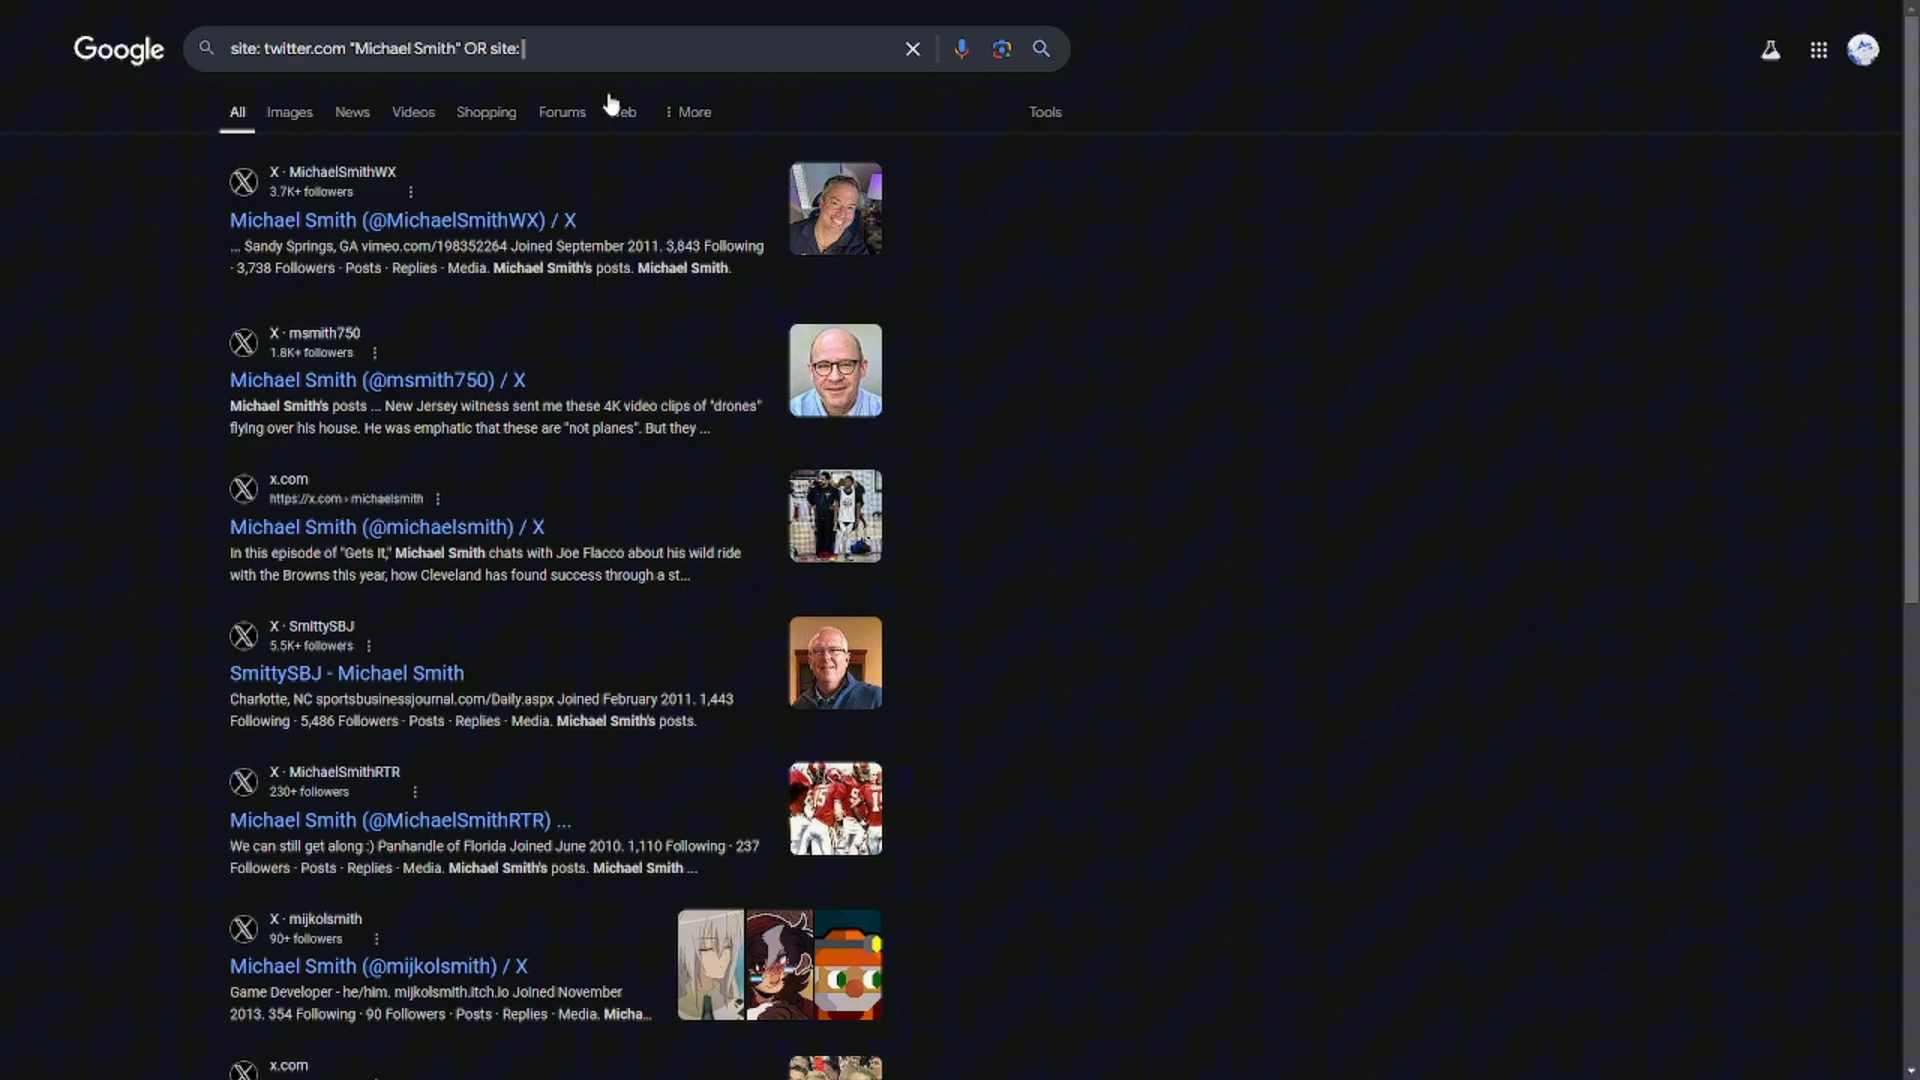 Google
site: twitter.com "Michael Smith" OR site:
All Images News Videos Shopping Forums More
Tools
X · MichaelSmithWX
3.7K+ followers
Michael Smith (@MichaelSmithWX) / X
... Sandy Springs, GA vimeo.com/198352264 Joined September 2011. 3,843 Following
· 3,738 Followers · Posts · Replies · Media. Michael Smith's posts. Michael Smith.
X · msmith750
1.8K+ followers
Michael Smith (@msmith750) / X
Michael Smith's posts ... New Jersey witness sent me these 4K video clips of "drones"
flying over his house. He was emphatic that these are "not planes". But they ...
x.com
https://x.com › michaelsmith
Michael Smith (@michaelsmith) / X
In this episode of "Gets It," Michael Smith chats with Joe Flacco about his wild ride
with the Browns this year, how Cleveland has found success through a st...
X · SmittySBJ
5.5K+ followers
SmittySBJ - Michael Smith
Charlotte, NC sportsbusinessjournal.com/Daily.aspx Joined February 2011. 1,443
Following · 5,486 Followers · Posts · Replies · Media. Michael Smith's posts.
X · MichaelSmithRTR
230+ followers
Michael Smith (@MichaelSmithRTR) ...
We can still get along :) Panhandle of Florida Joined June 2010. 1,110 Following · 237
Followers · Posts · Replies · Media. Michael Smith's posts. Michael Smith ...
X · mijkolsmith
90+ followers
Michael Smith (@mijkolsmith) / X
Game Developer - he/him. mijkolsmith.itch.io Joined November
2013. 354 Following · 90 Followers · Posts · Replies · Media. Micha...
x.com